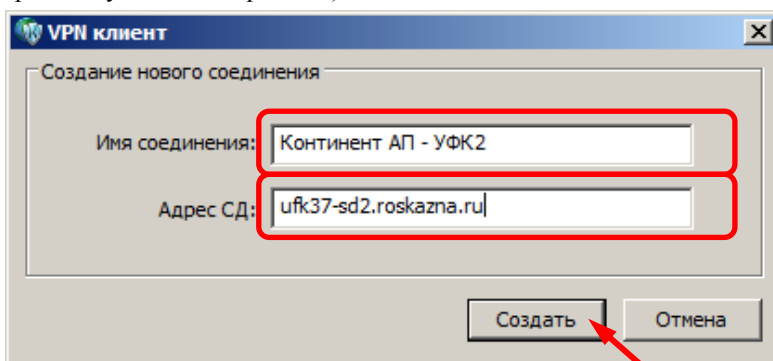 VPN клиент
Создание нового соединения
Имя соединения: Континент АП - УФК2
Адрес СД: ufk37-sd2.roskazna.ru
Создать Отмена